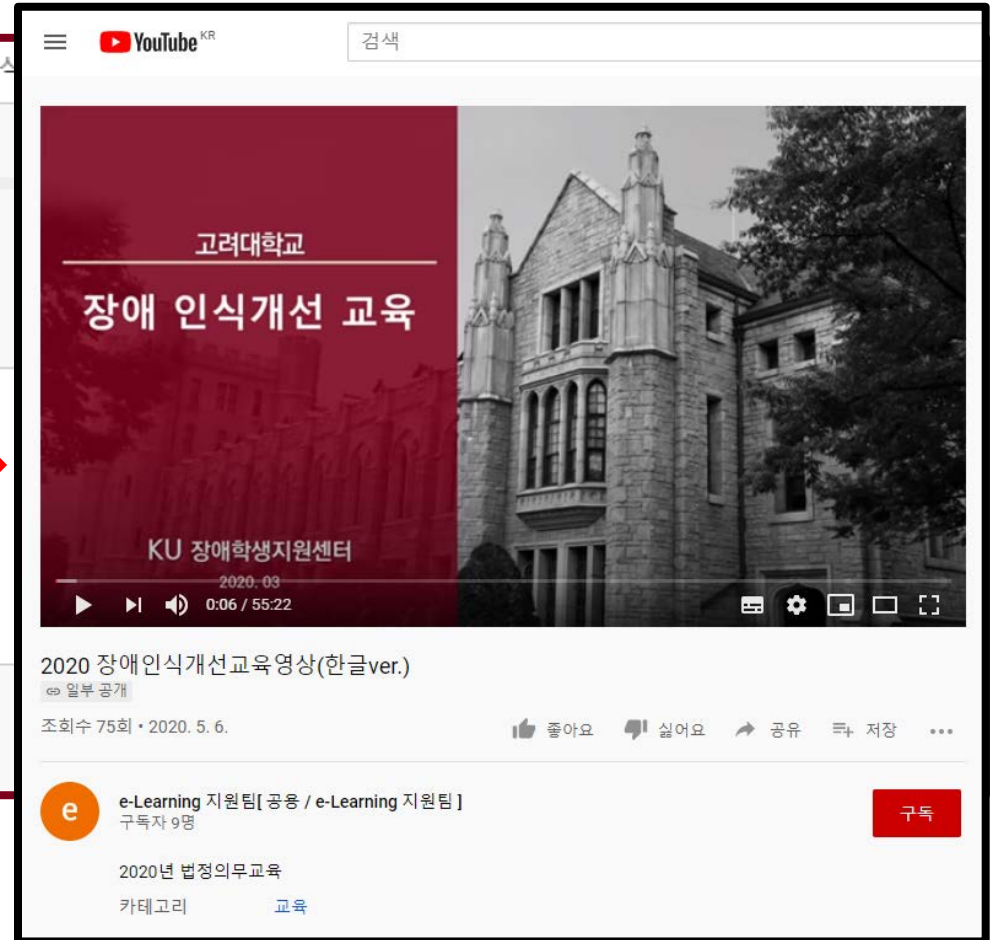 YouTube KR
검색
고려대학교
장애 인식개선 교육
KU 장애학생지원센터
2020. 03
0:06 / 55:22
2020 장애인식개선교육영상(한글ver.)
일부 공개
조회수 75회 • 2020. 5. 6.
좋아요 싫어요 공유 저장
e
e-Learning 지원팀[ 공용 / e-Learning 지원팀 ]
구독자 9명
구독
2020년 법정의무교육
카테고리 교육